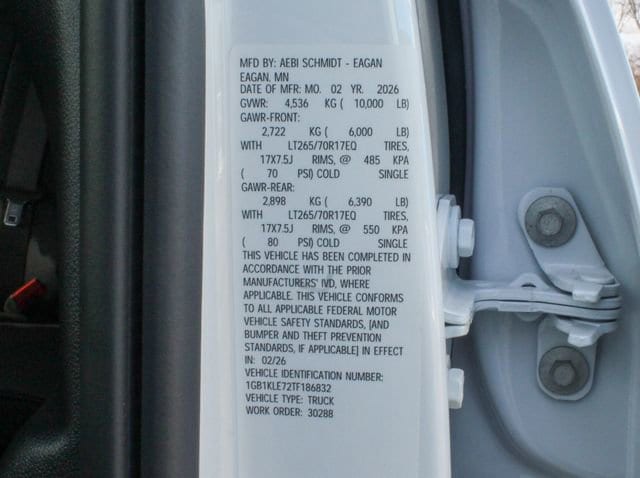 MFD BY: AEBI SCHMIDT - EAGAN
EAGAN, MN
DATE OF MFR: MO. 02 YR. 2026
GVWR: 4,536 KG ( 10,000 LB)
GAWR-FRONT:
2,722 KG ( 6,000 LB)
WITH LT265/70R17EQ TIRES,
17X7.5J RIMS, @ 485 KPA
( 70 PSI) COLD SINGLE
GAWR-REAR:
2,898 KG ( 6,390 LB)
WITH LT265/70R17EQ TIRES,
17X7.5J RIMS, @ 550 KPA
( 80 PSI) COLD SINGLE
THIS VEHICLE HAS BEEN COMPLETED IN
ACCORDANCE WITH THE PRIOR
MANUFACTURERS' IVD, WHERE
APPLICABLE. THIS VEHICLE CONFORMS
TO ALL APPLICABLE FEDERAL MOTOR
VEHICLE SAFETY STANDARDS, [AND
BUMPER AND THEFT PREVENTION
STANDARDS, IF APPLICABLE] IN EFFECT
IN: 02/26
VEHICLE IDENTIFICATION NUMBER:
1GB1KLE72TF186832
VEHICLE TYPE: TRUCK
WORK ORDER: 30288